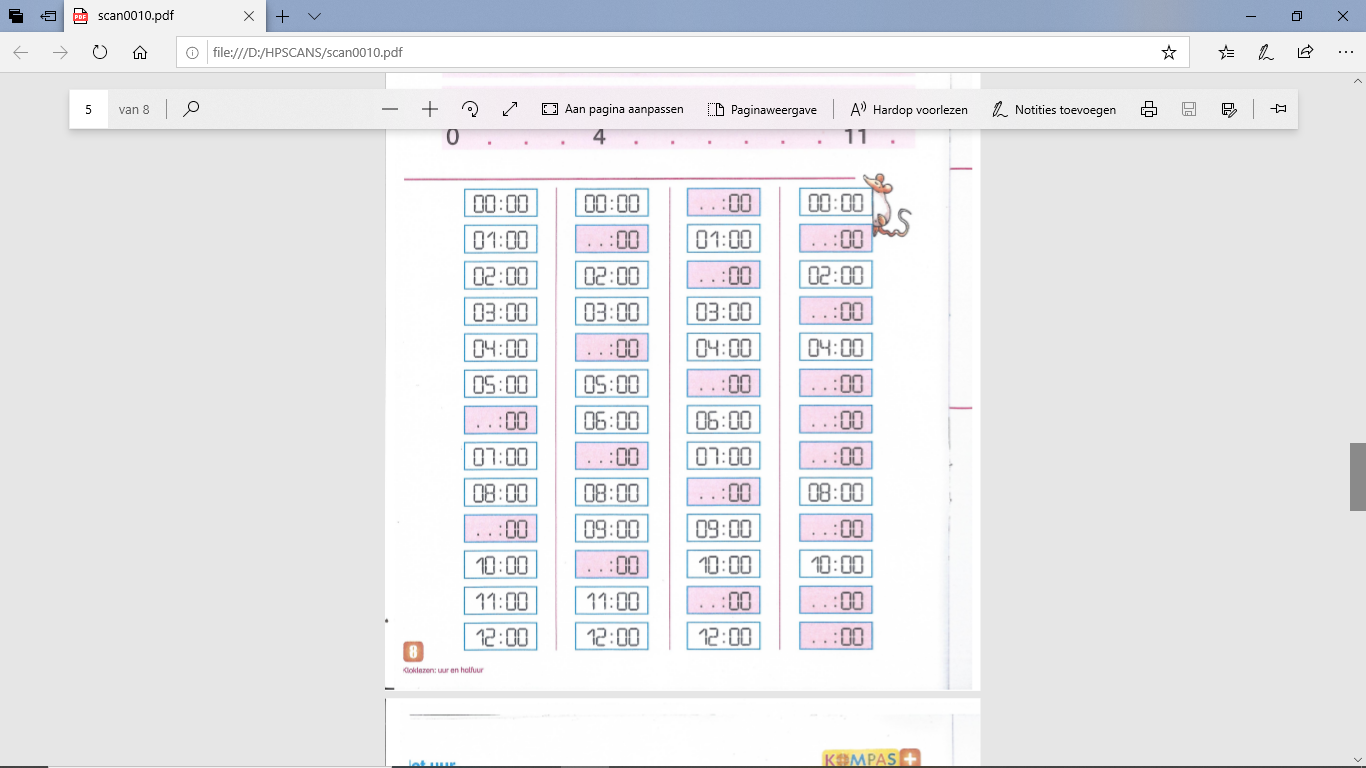 scan0010.pdf
file:///D:/HPSCANS/scan0010.pdf
5 van 8 Aan pagina aanpassen Paginaweergave Hardop voorlezen Notities toevoegen
0 . . . 4 . . . . . . 11 .
00:00 00:00 . .:00 00:00
01:00 . .:00 01:00 . .:00
02:00 02:00 . .:00 02:00
03:00 03:00 03:00 . .:00
04:00 . .:00 04:00 04:00
05:00 05:00 . .:00 . .:00
. .:00 06:00 06:00 . .:00
07:00 . .:00 07:00 . .:00
08:00 08:00 . .:00 08:00
. .:00 09:00 09:00 . .:00
10:00 . .:00 10:00 10:00
11:00 11:00 . .:00 . .:00
12:00 12:00 12:00 . .:00
8
Kloklezen: uur en halfuur
KOMPAS+
uur